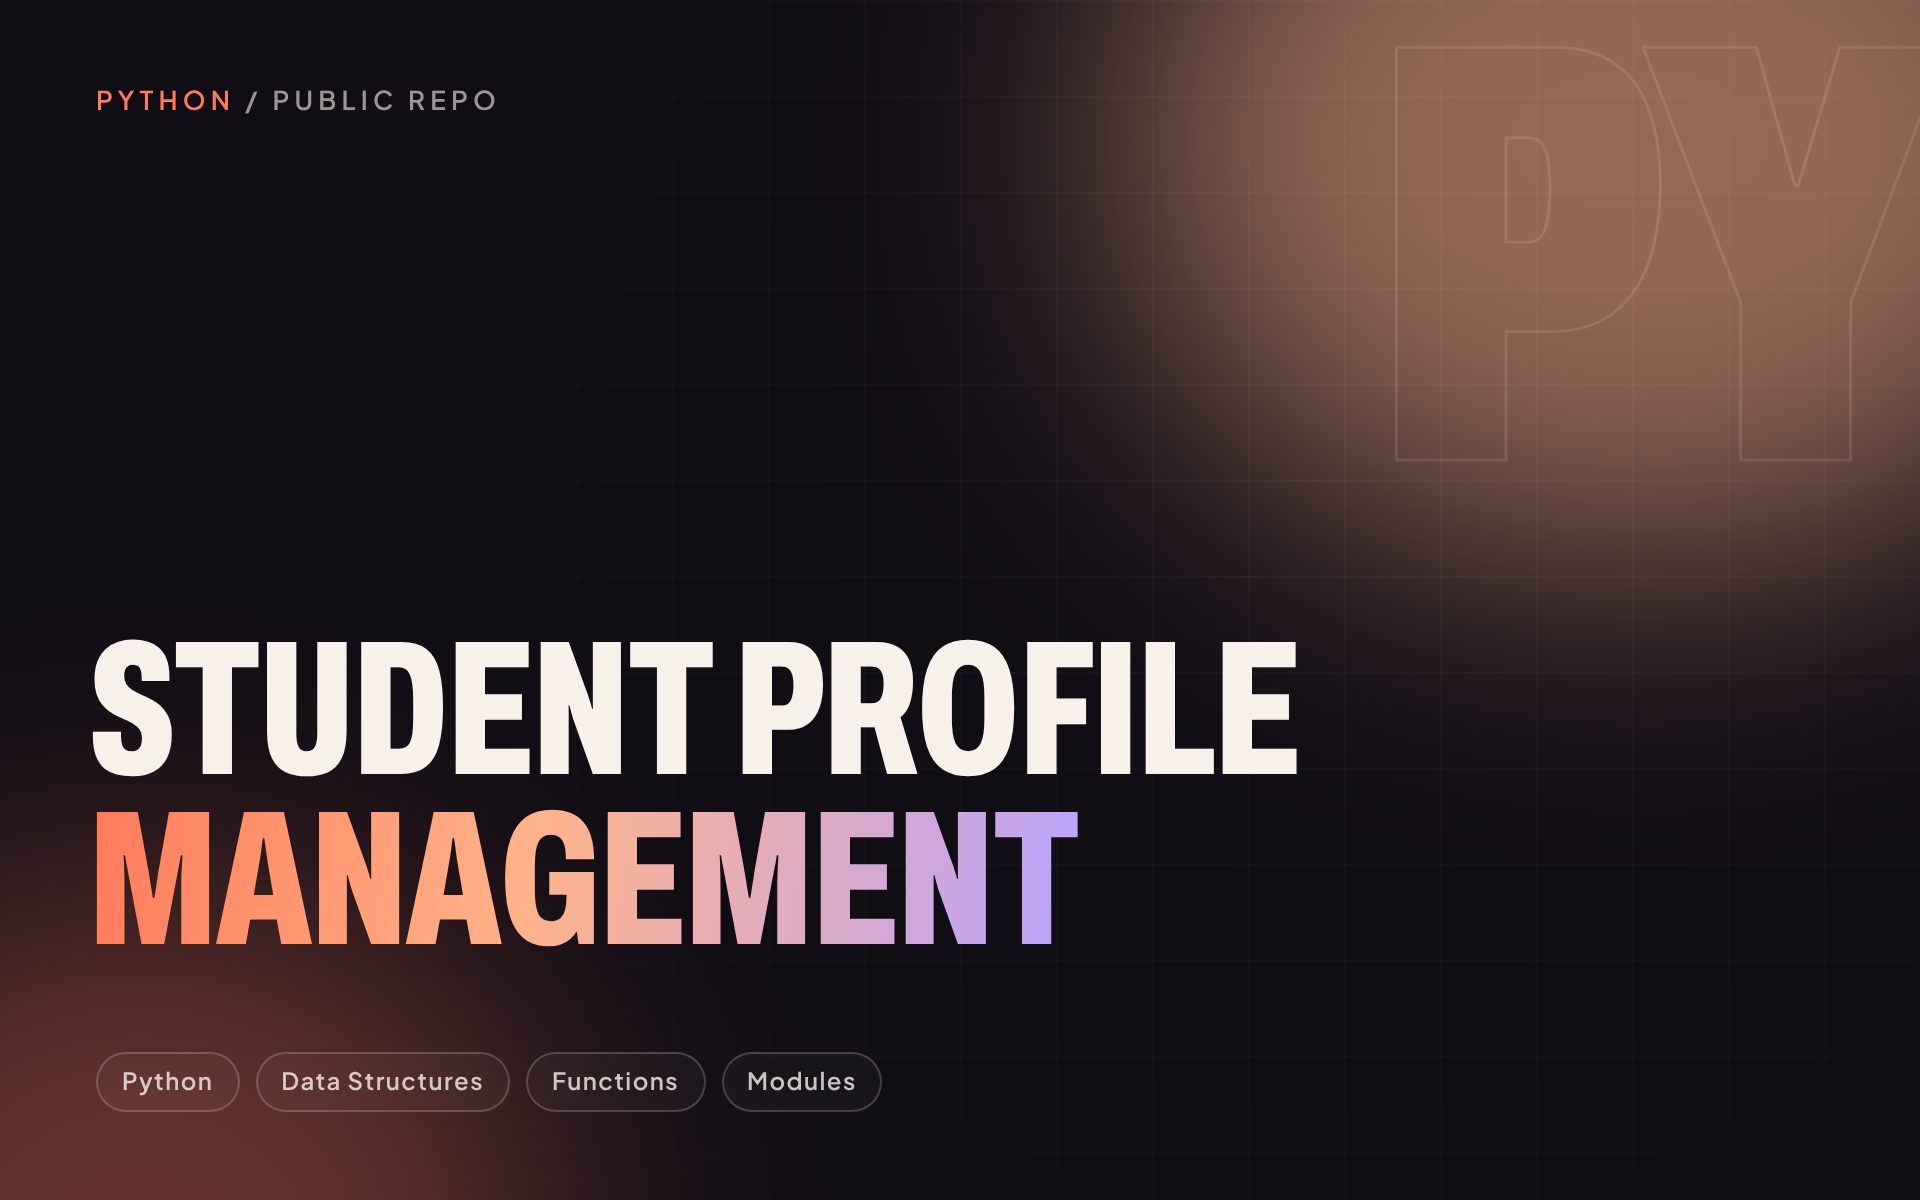 PYTHON / PUBLIC REPO
PY
STUDENT PROFILE
MANAGEMENT
Python
Data Structures
Functions
Modules